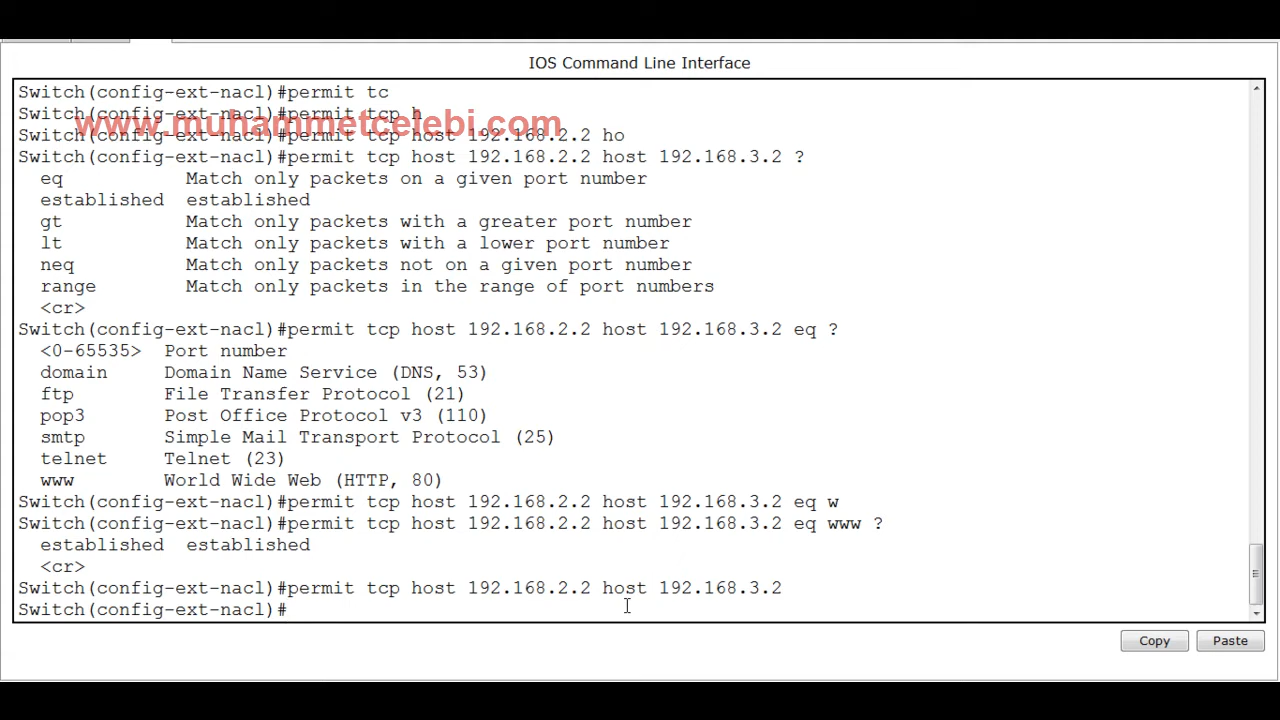 IOS Command Line Interface
Switch(config-ext-nacl)#permit tc
Switch(config-ext-nacl)#permit tcp h
www.muhammetcelebi.com
Switch(config-ext-nacl)#permit tcp host 192.168.2.2 ho
Switch(config-ext-nacl)#permit tcp host 192.168.2.2 host 192.168.3.2 ?
eq Match only packets on a given port number
established established
gt Match only packets with a greater port number
lt Match only packets with a lower port number
neq Match only packets not on a given port number
range Match only packets in the range of port numbers
<cr>
Switch(config-ext-nacl)#permit tcp host 192.168.2.2 host 192.168.3.2 eq ?
<0-65535> Port number
domain Domain Name Service (DNS, 53)
ftp File Transfer Protocol (21)
pop3 Post Office Protocol v3 (110)
smtp Simple Mail Transport Protocol (25)
telnet Telnet (23)
www World Wide Web (HTTP, 80)
Switch(config-ext-nacl)#permit tcp host 192.168.2.2 host 192.168.3.2 eq w
Switch(config-ext-nacl)#permit tcp host 192.168.2.2 host 192.168.3.2 eq www ?
established established
<cr>
Switch(config-ext-nacl)#permit tcp host 192.168.2.2 host 192.168.3.2
Switch(config-ext-nacl)#
Copy
Paste